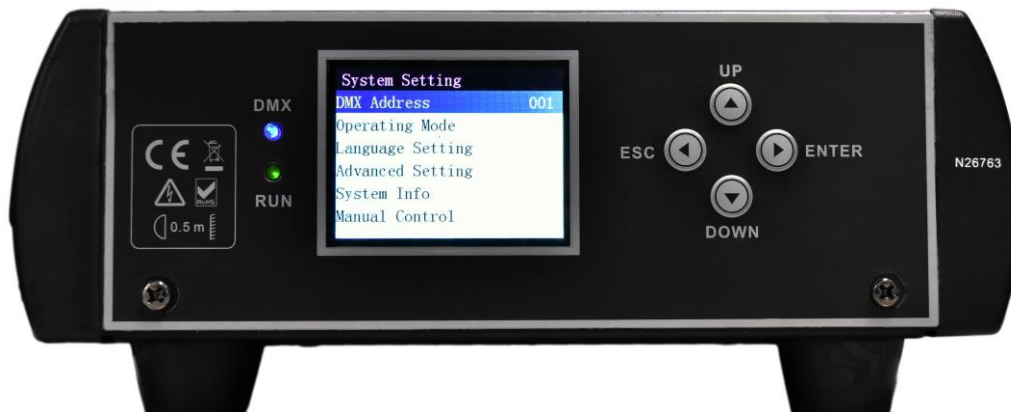 DMX
RUN
CE
RoHS
0.5 m
System Setting
DMX Address 001
Operating Mode
Language Setting
Advanced Setting
System Info
Manual Control
UP
ESC
ENTER
DOWN
N26763